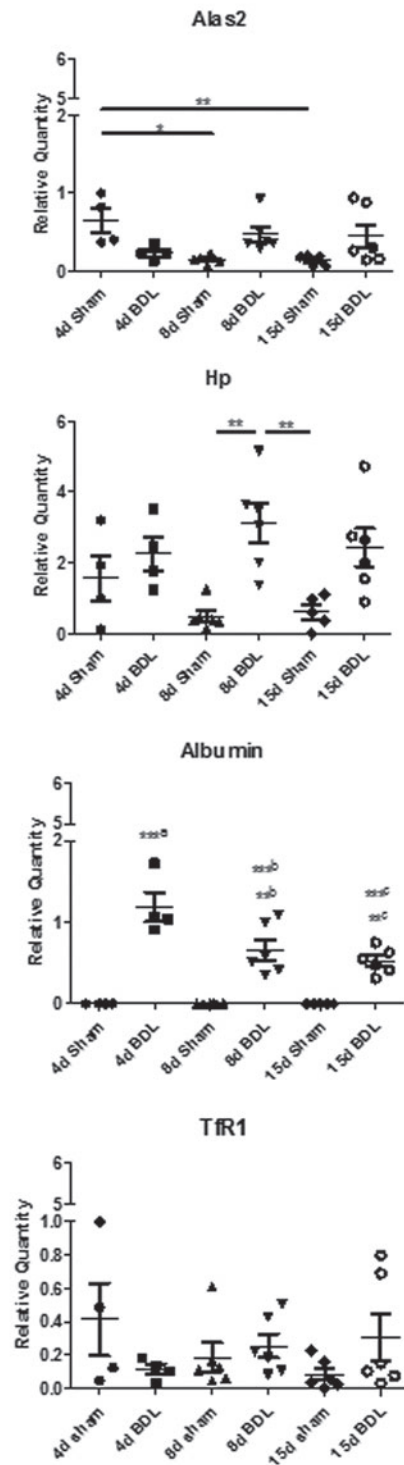 Alas2
6
5
2
1
0
Relative Quantity
**
*
4d Sham
4d BDL
8d Sham
8d BDL
15d Sham
15d BDL
Hp
6
4
2
0
Relative Quantity
** **
4d Sham
4d BDL
8d Sham
8d BDL
15d Sham
15d BDL
Albumin
6
5
2
1
0
Relative Quantity
***a
***b
**b
***c
**c
4d Sham
4d BDL
8d Sham
8d BDL
15d Sham
15d BDL
TfR1
6
5
1.0
0.8
0.6
0.4
0.2
0.0
Relative Quantity
4d aham
4d BDL
8d aham
8d BDL
15d aham
15d BDL